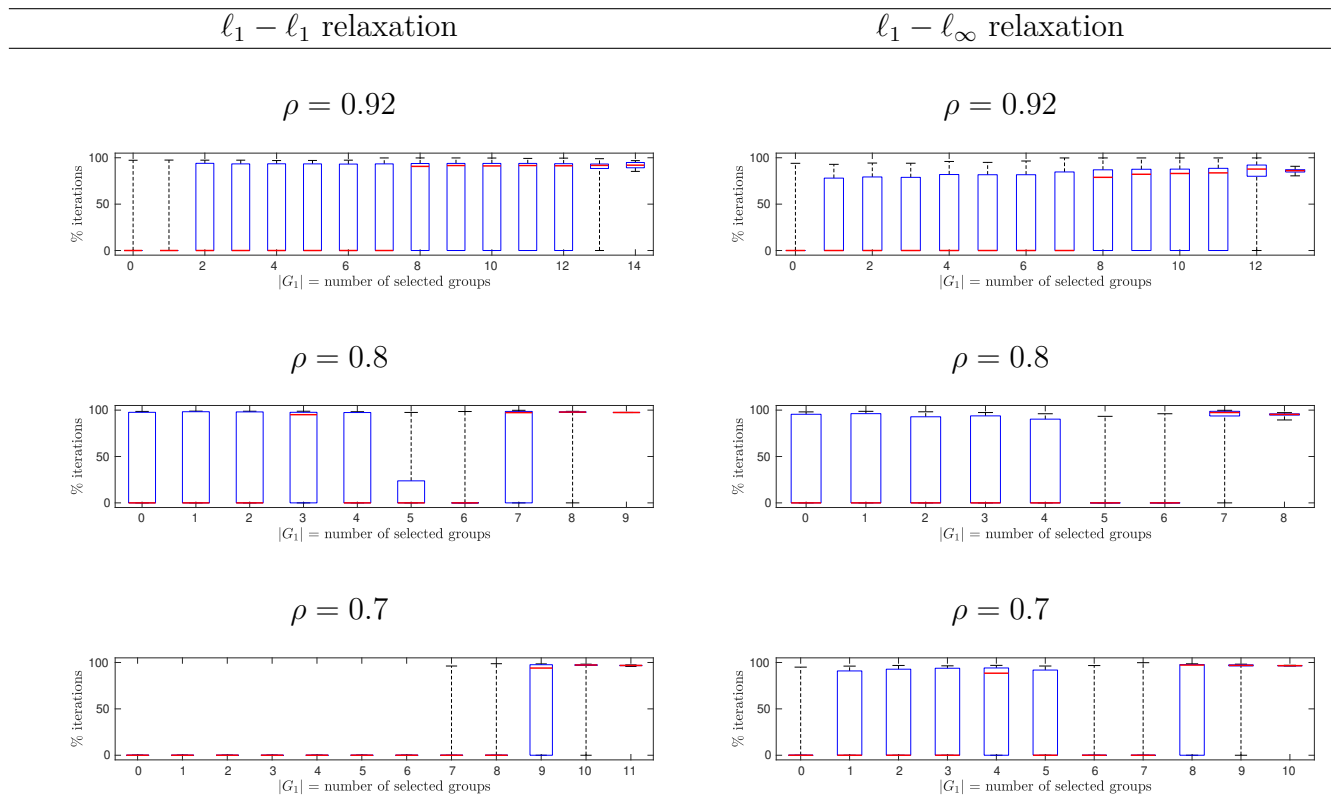 ℓ₁ − ℓ₁ relaxation
ℓ₁ − ℓ∞ relaxation
ρ = 0.92
100
50
0
% iterations
0 2 4 6 8 10 12 14
|G₁| = number of selected groups
ρ = 0.92
100
50
0
% iterations
0 2 4 6 8 10 12
|G₁| = number of selected groups
ρ = 0.8
100
50
0
% iterations
0 1 2 3 4 5 6 7 8 9
|G₁| = number of selected groups
ρ = 0.8
100
50
0
% iterations
0 1 2 3 4 5 6 7 8
|G₁| = number of selected groups
ρ = 0.7
100
50
0
% iterations
0 1 2 3 4 5 6 7 8 9 10 11
|G₁| = number of selected groups
ρ = 0.7
100
50
0
% iterations
0 1 2 3 4 5 6 7 8 9 10
|G₁| = number of selected groups